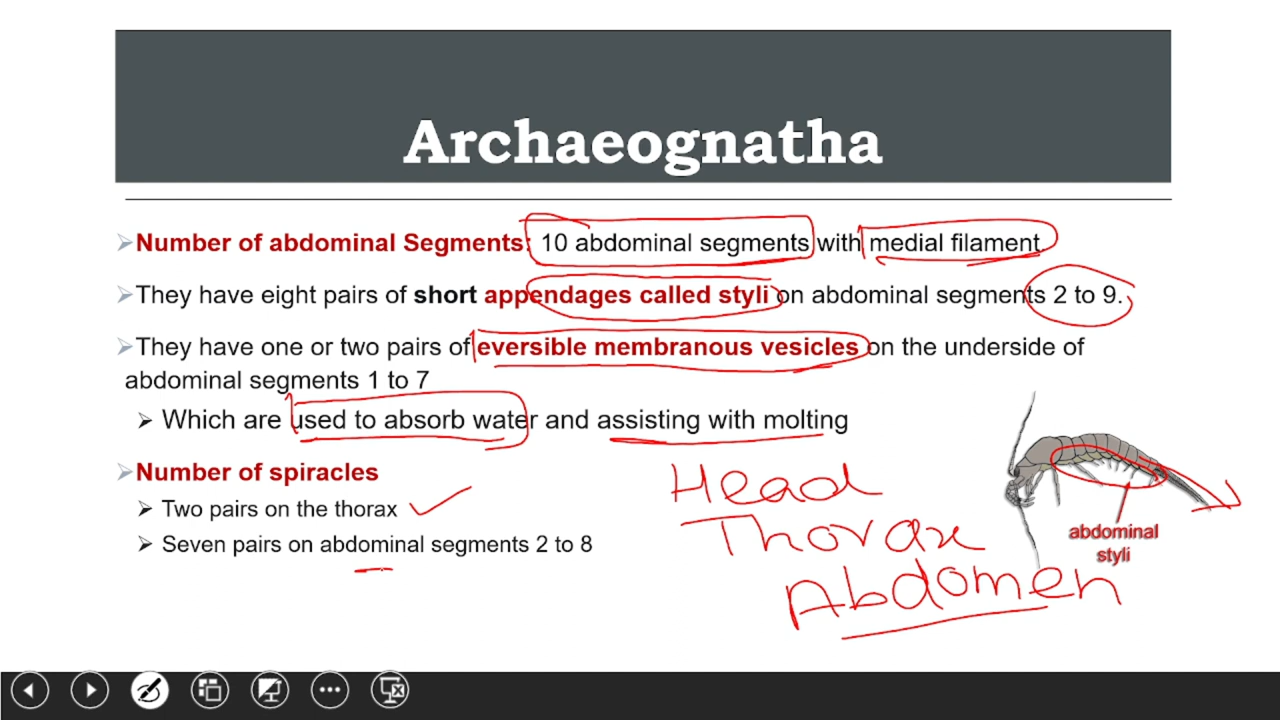 Archaeognatha
Number of abdominal Segments: 10 abdominal segments with medial filament
They have eight pairs of short appendages called styli on abdominal segments 2 to 9.
They have one or two pairs of eversible membranous vesicles on the underside of
abdominal segments 1 to 7
Which are used to absorb water and assisting with molting
Number of spiracles
Two pairs on the thorax
Seven pairs on abdominal segments 2 to 8
Head
Thorax
Abdomen
abdominal
styli